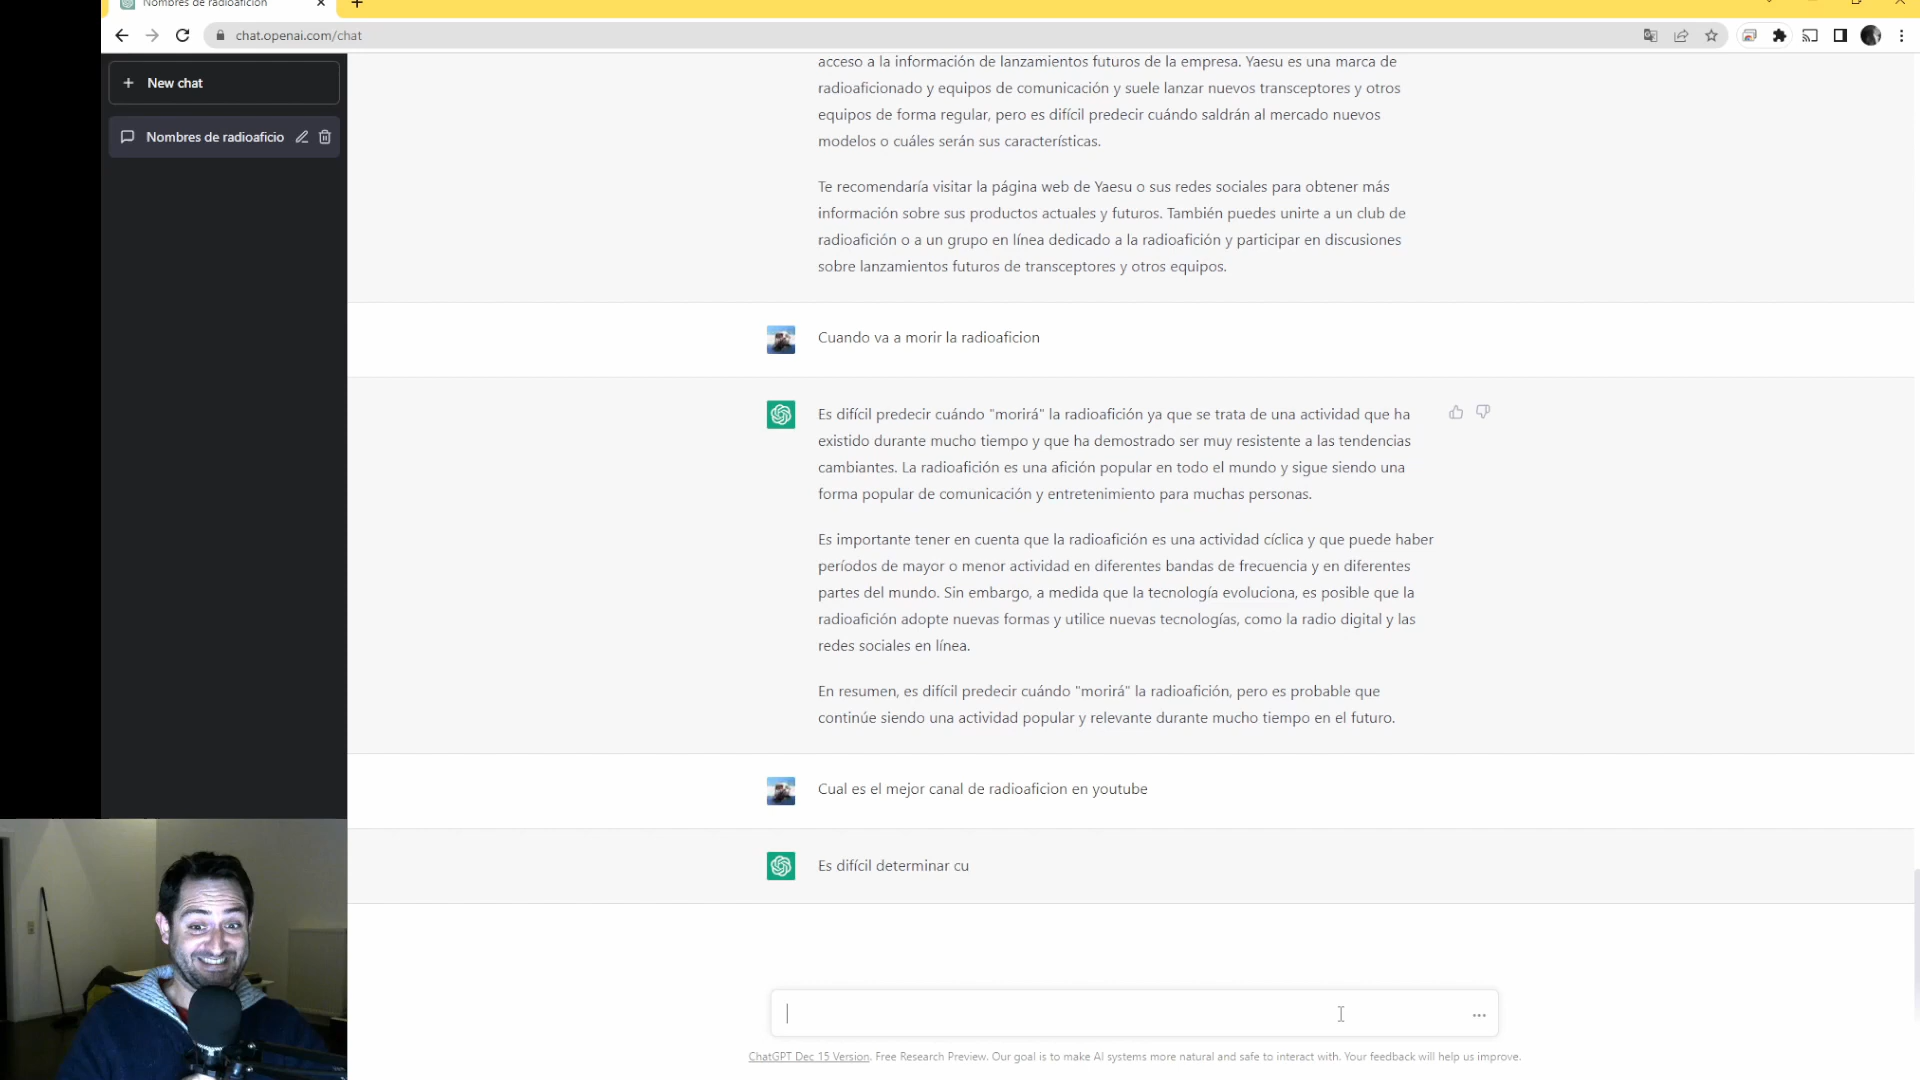 Nombres de radioafición
chat.openai.com/chat
New chat
Nombres de radioaficio
acceso a la información de lanzamientos futuros de la empresa. Yaesu es una marca de
radioaficionado y equipos de comunicación y suele lanzar nuevos transceptores y otros
equipos de forma regular, pero es difícil predecir cuándo saldrán al mercado nuevos
modelos o cuáles serán sus características.
Te recomendaría visitar la página web de Yaesu o sus redes sociales para obtener más
información sobre sus productos actuales y futuros. También puedes unirte a un club de
radioafición o a un grupo en línea dedicado a la radioafición y participar en discusiones
sobre lanzamientos futuros de transceptores y otros equipos.
Cuando va a morir la radioaficion
Es difícil predecir cuándo "morirá" la radioafición ya que se trata de una actividad que ha
existido durante mucho tiempo y que ha demostrado ser muy resistente a las tendencias
cambiantes. La radioafición es una afición popular en todo el mundo y sigue siendo una
forma popular de comunicación y entretenimiento para muchas personas.
Es importante tener en cuenta que la radioafición es una actividad cíclica y que puede haber
períodos de mayor o menor actividad en diferentes bandas de frecuencia y en diferentes
partes del mundo. Sin embargo, a medida que la tecnología evoluciona, es posible que la
radioafición adopte nuevas formas y utilice nuevas tecnologías, como la radio digital y las
redes sociales en línea.
En resumen, es difícil predecir cuándo "morirá" la radioafición, pero es probable que
continúe siendo una actividad popular y relevante durante mucho tiempo en el futuro.
Cual es el mejor canal de radioaficion en youtube
Es difícil determinar cu
ChatGPT Dec 15 Version. Free Research Preview. Our goal is to make AI systems more natural and safe to interact with. Your feedback will help us improve.